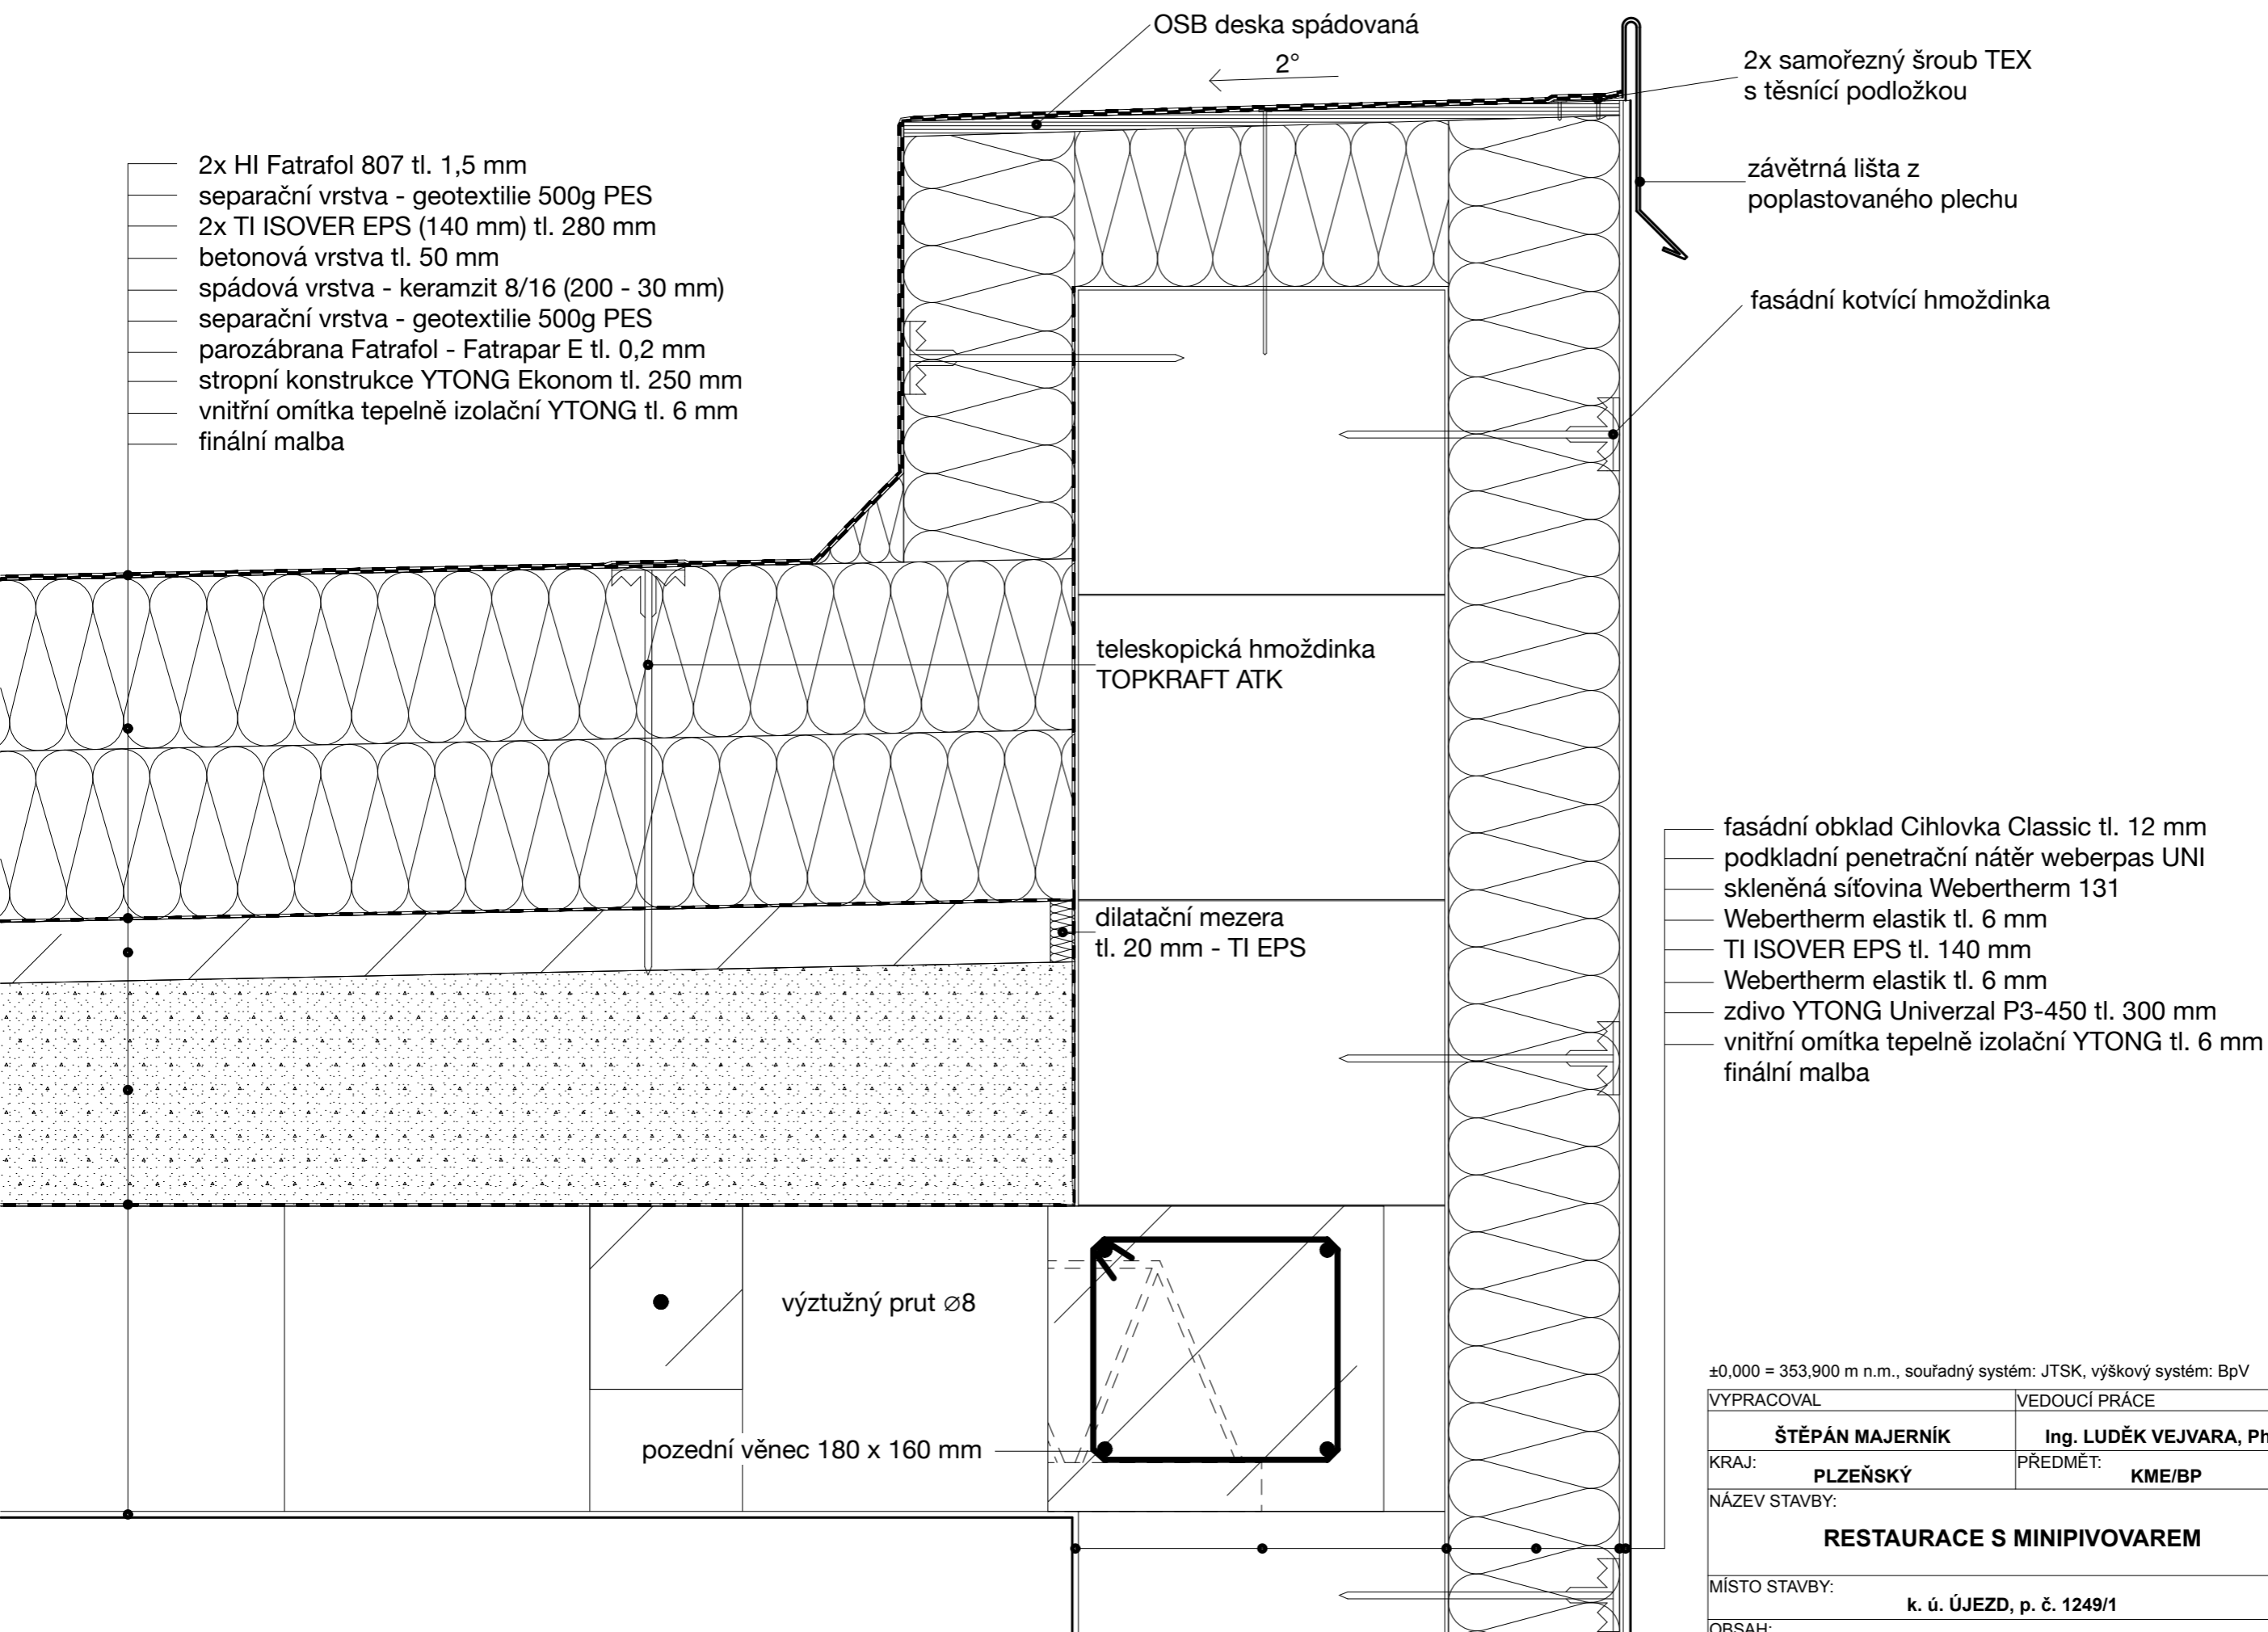 OSB deska spádovaná
2°
2x samořezný šroub TEX
s těsnící podložkou
2x HI Fatrafol 807 tl. 1,5 mm
separační vrstva - geotextilie 500g PES
2x TI ISOVER EPS (140 mm) tl. 280 mm
betonová vrstva tl. 50 mm
spádová vrstva - keramzit 8/16 (200 - 30 mm)
separační vrstva - geotextilie 500g PES
parozábrana Fatrafol - Fatrapar E tl. 0,2 mm
stropní konstrukce YTONG Ekonom tl. 250 mm
vnitřní omítka tepelně izolační YTONG tl. 6 mm
finální malba
závětrná lišta z
poplastovaného plechu
fasádní kotvící hmoždinka
teleskopická hmoždinka
TOPKRAFT ATK
dilatační mezera
tl. 20 mm - TI EPS
fasádní obklad Cihlovka Classic tl. 12 mm
podkladní penetrační nátěr weberpas UNI
skleněná síťovina Webertherm 131
Webertherm elastik tl. 6 mm
TI ISOVER EPS tl. 140 mm
Webertherm elastik tl. 6 mm
zdivo YTONG Univerzal P3-450 tl. 300 mm
vnitřní omítka tepelně izolační YTONG tl. 6 mm
finální malba
výztužný prut ⌀8
pozední věnec 180 x 160 mm
±0,000 = 353,900 m n.m., souřadný systém: JTSK, výškový systém: BpV
VYPRACOVAL
VEDOUCÍ PRÁCE
ŠTĚPÁN MAJERNÍK
Ing. LUDĚK VEJVARA, Ph
KRAJ:
PLZEŇSKÝ
PŘEDMĚT:
KME/BP
NÁZEV STAVBY:
RESTAURACE S MINIPIVOVAREM
MÍSTO STAVBY:
k. ú. ÚJEZD, p. č. 1249/1
OBSAH: